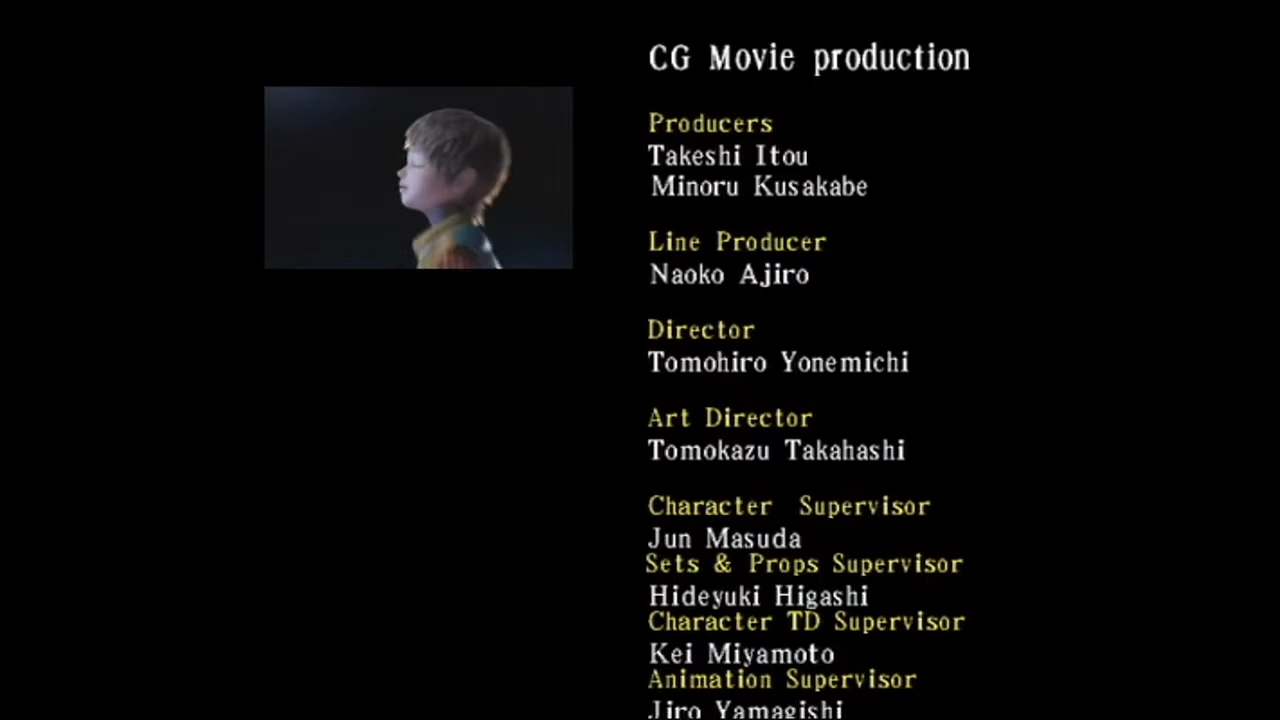 CG Movie production
Producers
Takeshi Itou
Minoru Kusakabe
Line Producer
Naoko Ajiro
Director
Tomohiro Yonemichi
Art Director
Tomokazu Takahashi
Character Supervisor
Jun Masuda
Sets & Props Supervisor
Hideyuki Higashi
Character TD Supervisor
Kei Miyamoto
Animation Supervisor
Jiro Yamagishi